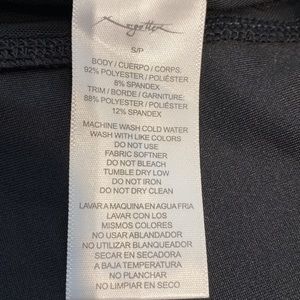 S/P
BODY / CUERPO / CORPS:
92% POLYESTER / POLIÉSTER
8% SPANDEX
TRIM / BORDE / GARNITURE:
88% POLYESTER / POLIÉSTER
12% SPANDEX
MACHINE WASH COLD WATER
WASH WITH LIKE COLORS
DO NOT USE
FABRIC SOFTNER
DO NOT BLEACH
TUMBLE DRY LOW
DO NOT IRON
DO NOT DRY CLEAN
LAVAR A MAQUINA EN AGUA FRIA
LAVAR CON LOS
MISMOS COLORES
NO USAR ABLANDADOR
NO UTILIZAR BLANQUEADOR
SECAR EN SECADORA
A BAJA TEMPERATURA
NO PLANCHAR
NO LIMPIAR EN SECO